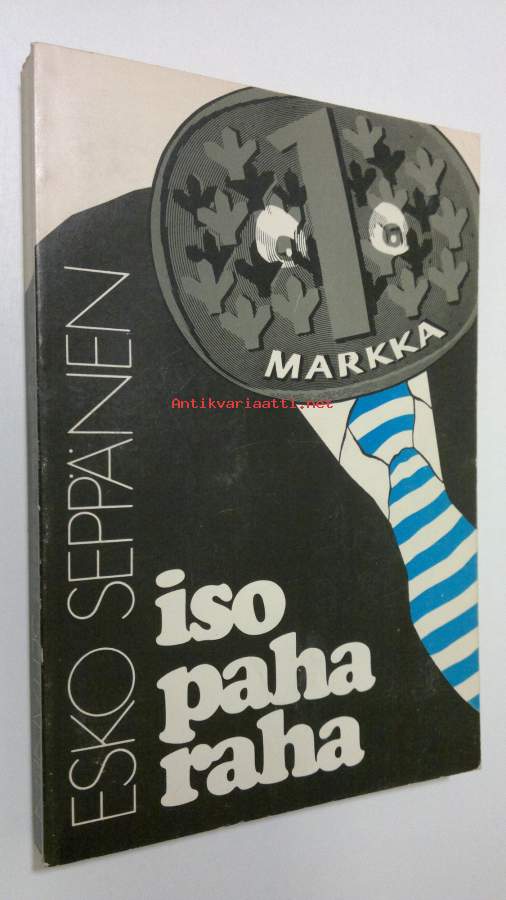 1
MARKKA
Antikvariaatti.net
ESKO SEPPÄNEN
iso
paha
raha